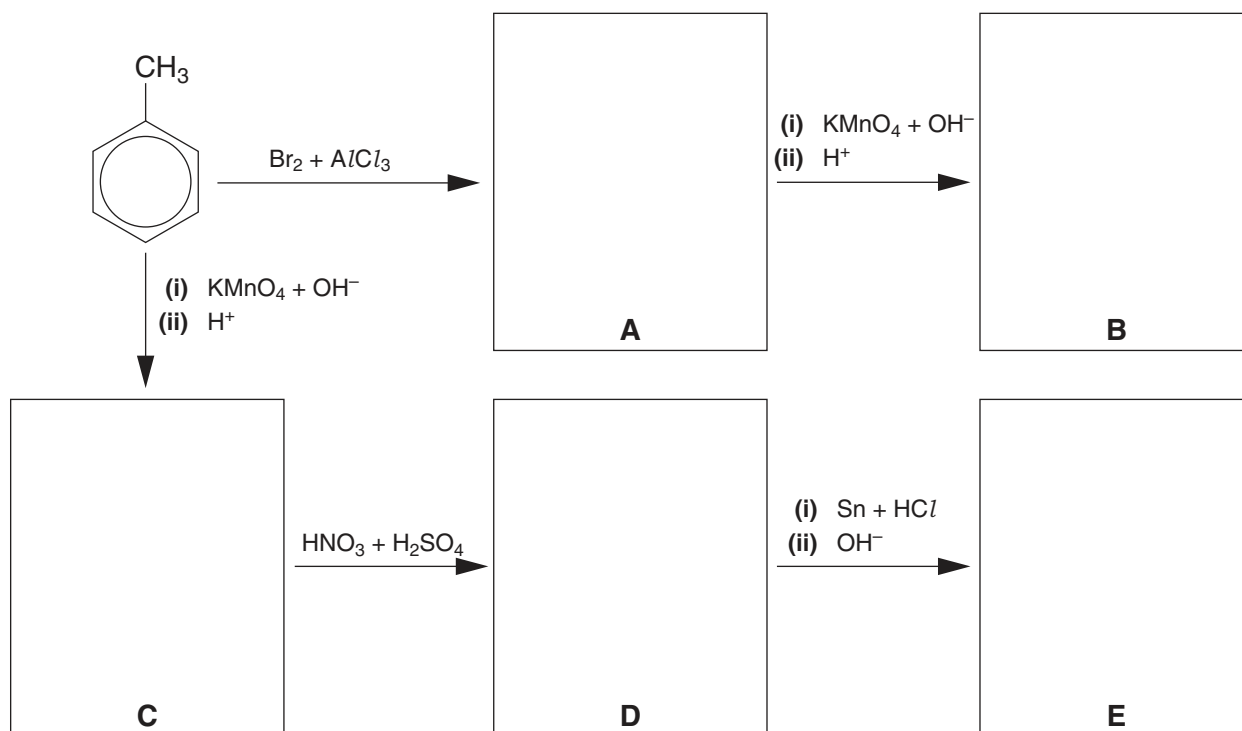 CH₃
Br₂ + AlCl₃
(i) KMnO₄ + OH⁻
(ii) H⁺
(i) KMnO₄ + OH⁻
(ii) H⁺
A
B
HNO₃ + H₂SO₄
(i) Sn + HCl
(ii) OH⁻
C
D
E